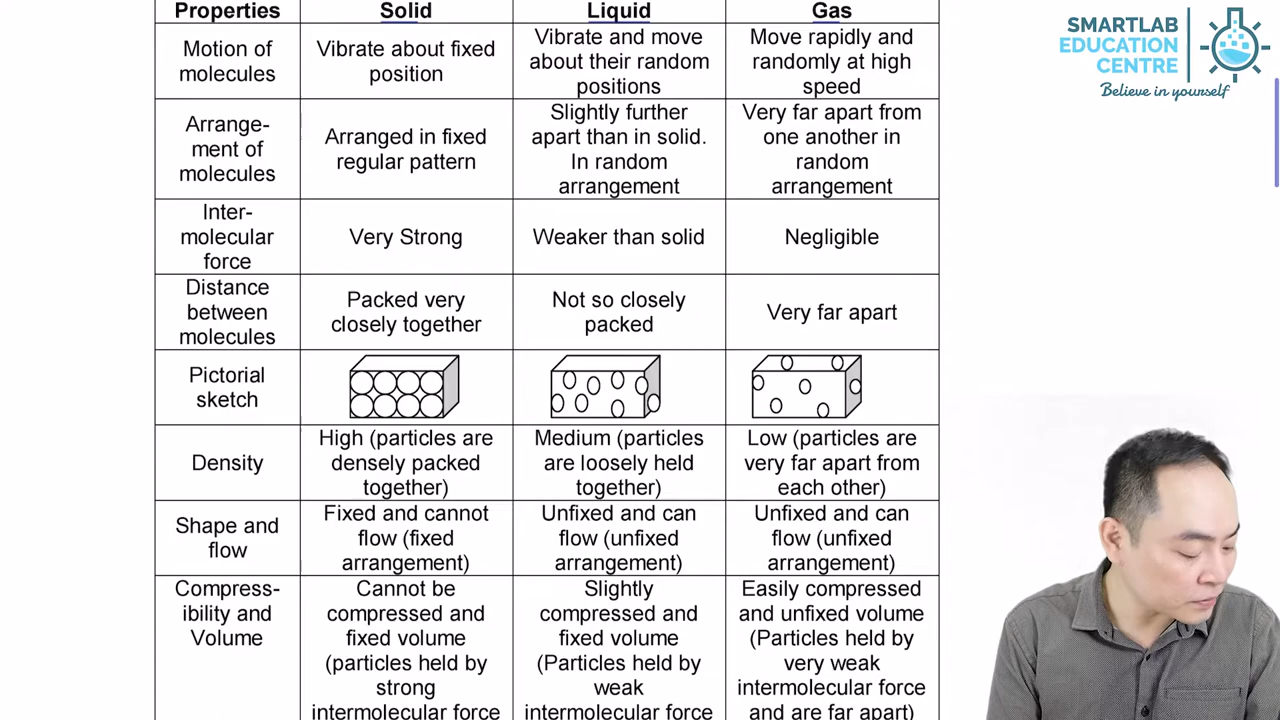 Properties Solid Liquid Gas
Motion of
molecules
Vibrate about fixed
position
Vibrate and move
about their random
positions
Move rapidly and
randomly at high
speed
Arrange-
ment of
molecules
Arranged in fixed
regular pattern
Slightly further
apart than in solid.
In random
arrangement
Very far apart from
one another in
random
arrangement
Inter-
molecular
force
Very Strong
Weaker than solid
Negligible
Distance
between
molecules
Packed very
closely together
Not so closely
packed
Very far apart
Pictorial
sketch
Density
High (particles are
densely packed
together)
Medium (particles
are loosely held
together)
Low (particles are
very far apart from
each other)
Shape and
flow
Fixed and cannot
flow (fixed
arrangement)
Unfixed and can
flow (unfixed
arrangement)
Unfixed and can
flow (unfixed
arrangement)
Compress-
ibility and
Volume
Cannot be
compressed and
fixed volume
(particles held by
strong
intermolecular force
Slightly
compressed and
fixed volume
(Particles held by
weak
intermolecular force
Easily compressed
and unfixed volume
(Particles held by
very weak
intermolecular force
and are far apart)
SMARTLAB
EDUCATION
CENTRE
Believe in yourself